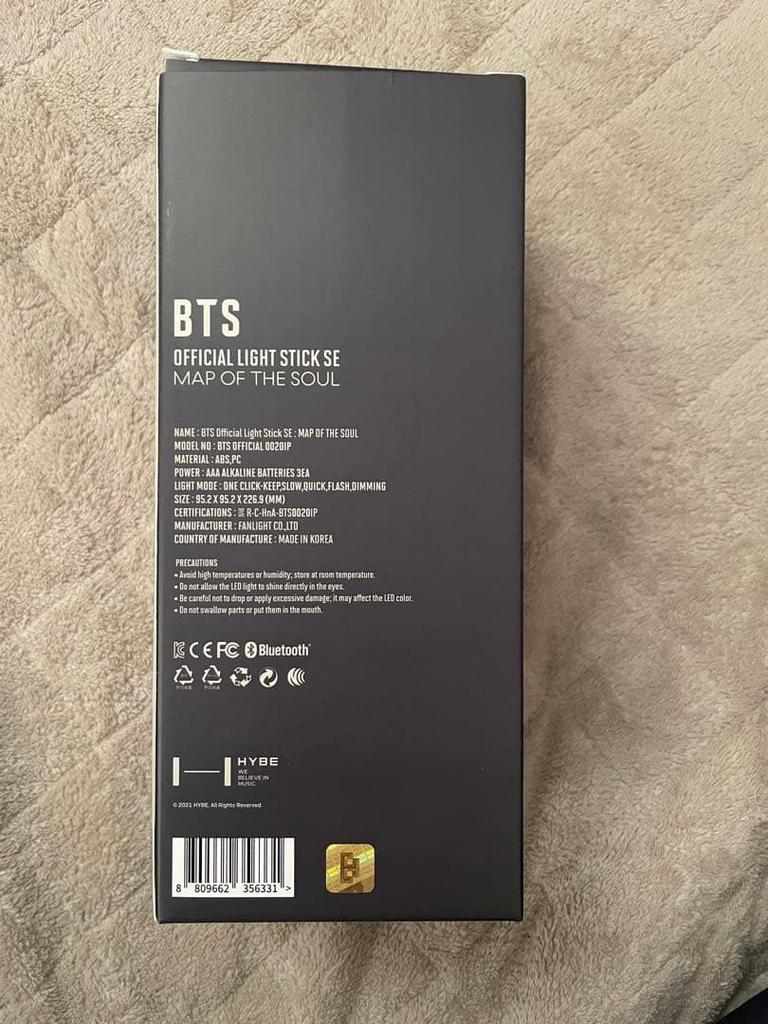 BTS
OFFICIAL LIGHT STICK SE
MAP OF THE SOUL
NAME : BTS Official Light Stick SE : MAP OF THE SOUL
MODEL NO : BTS OFFICIAL 00201P
MATERIAL : ABS,PC
POWER : AAA ALKALINE BATTERIES 3EA
LIGHT MODE : ONE CLICK-KEEP,SLOW,QUICK,FLASH,DIMMING
SIZE : 95.2 X 95.2 X 226.9 (MM)
CERTIFICATIONS : R-C-HnA-BTS00201P
MANUFACTURER : FANLIGHT CO.,LTD
COUNTRY OF MANUFACTURE : MADE IN KOREA
PRECAUTIONS
• Avoid high temperatures or humidity; store at room temperature.
• Do not allow the LED light to shine directly in the eyes.
• Be careful not to drop or apply excessive damage; it may affect the LED color.
• Do not swallow parts or put them in the mouth.
CE FC Bluetooth
HYBE
WE
BELIEVE IN
MUSIC
© 2021 HYBE. All Rights Reserved.
8 809662 356331 >